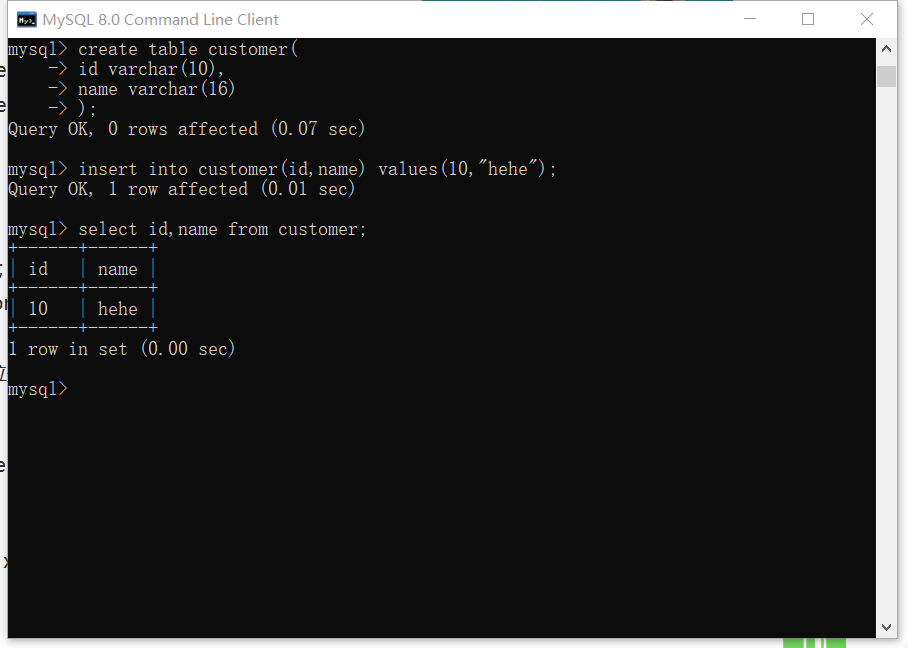 MySQL 8.0 Command Line Client
mysql> create table customer(
    -> id varchar(10),
    -> name varchar(16)
    -> );
Query OK, 0 rows affected (0.07 sec)
mysql> insert into customer(id,name) values(10,"hehe");
Query OK, 1 row affected (0.01 sec)
mysql> select id,name from customer;
+------+------+
| id   | name |
+------+------+
| 10   | hehe |
+------+------+
1 row in set (0.00 sec)
mysql>